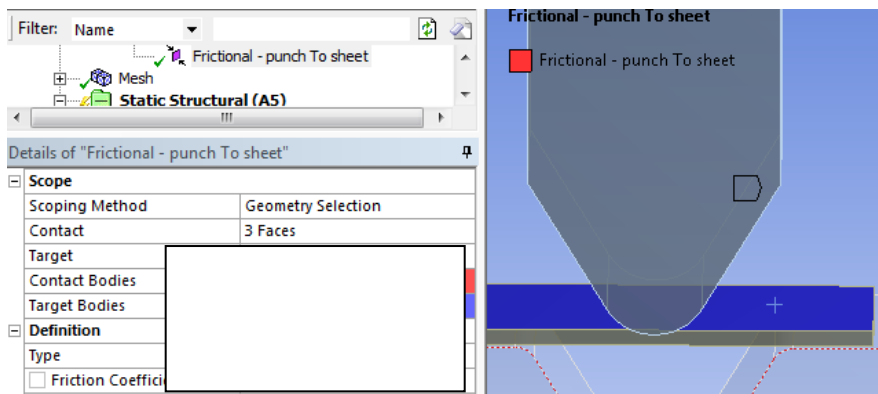 Filter: Name
Frictional - punch To sheet
Mesh
Static Structural (A5)
Details of "Frictional - punch To sheet"
Scope
Scoping Method Geometry Selection
Contact 3 Faces
Target
Contact Bodies
Target Bodies
Definition
Type
Friction Coeffici
Frictional - punch To sheet
Frictional - punch To sheet